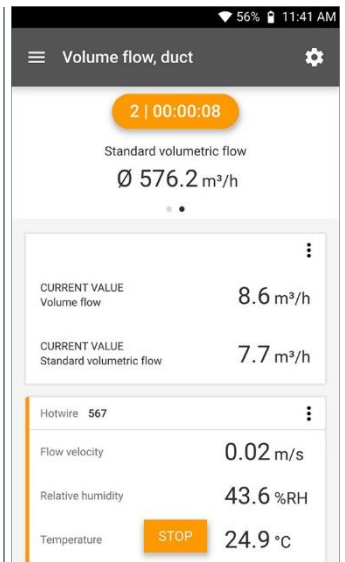 56% 11:41 AM
Volume flow, duct
2 | 00:00:08
Standard volumetric flow
Ø 576.2 m³/h
CURRENT VALUE
Volume flow 8.6 m³/h
CURRENT VALUE
Standard volumetric flow 7.7 m³/h
Hotwire 567
Flow velocity 0.02 m/s
Relative humidity 43.6 %RH
Temperature STOP 24.9 °C